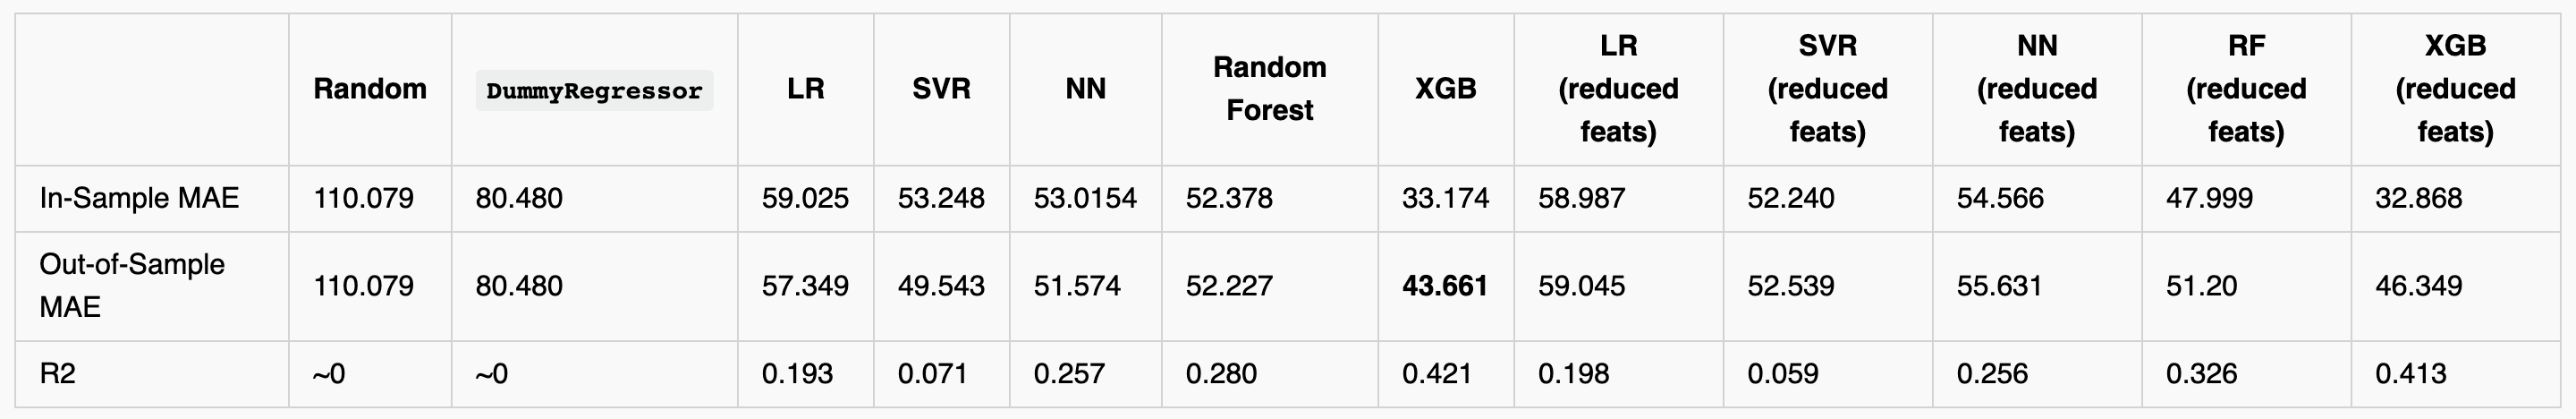 Random DummyRegressor LR SVR NN Random Forest XGB LR (reduced feats) SVR (reduced feats) NN (reduced feats) RF (reduced feats) XGB (reduced feats)
In-Sample MAE 110.079 80.480 59.025 53.248 53.0154 52.378 33.174 58.987 52.240 54.566 47.999 32.868
Out-of-Sample MAE 110.079 80.480 57.349 49.543 51.574 52.227 43.661 59.045 52.539 55.631 51.20 46.349
R2 ~0 ~0 0.193 0.071 0.257 0.280 0.421 0.198 0.059 0.256 0.326 0.413